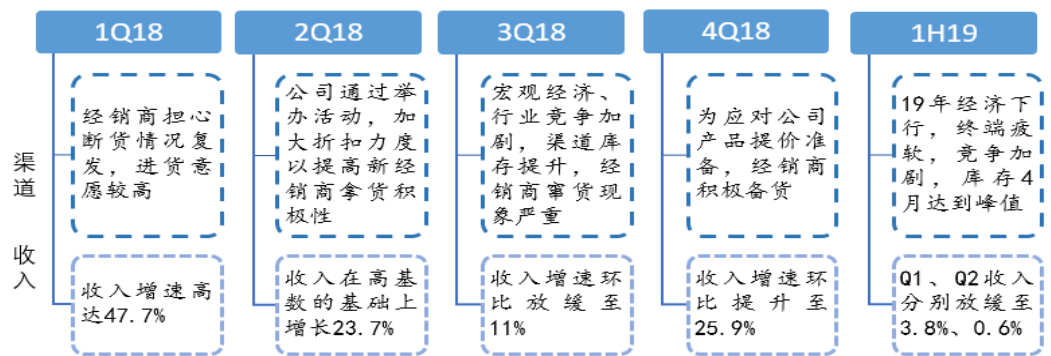 1Q18
2Q18
3Q18
4Q18
1H19
渠道
经销商担心
断货情况复
发，进货意
愿较高
公司通过举
办活动，加
大折扣力度
以提高新经
销商拿货积
极性
宏观经济、
行业竞争加
剧，渠道库
存提升，经
销商窜货现
象严重
为应对公司
产品提价准
备，经销商
积极备货
19年经济下
行，终端疲
软，竞争加
剧，库存4
月达到峰值
收入
收入增速高
达47.7%
收入在高基
数的基础上
增长23.7%
收入增速环
比放缓至
11%
收入增速环
比提升至
25.9%
Q1、Q2收入
分别放缓至
3.8%、0.6%